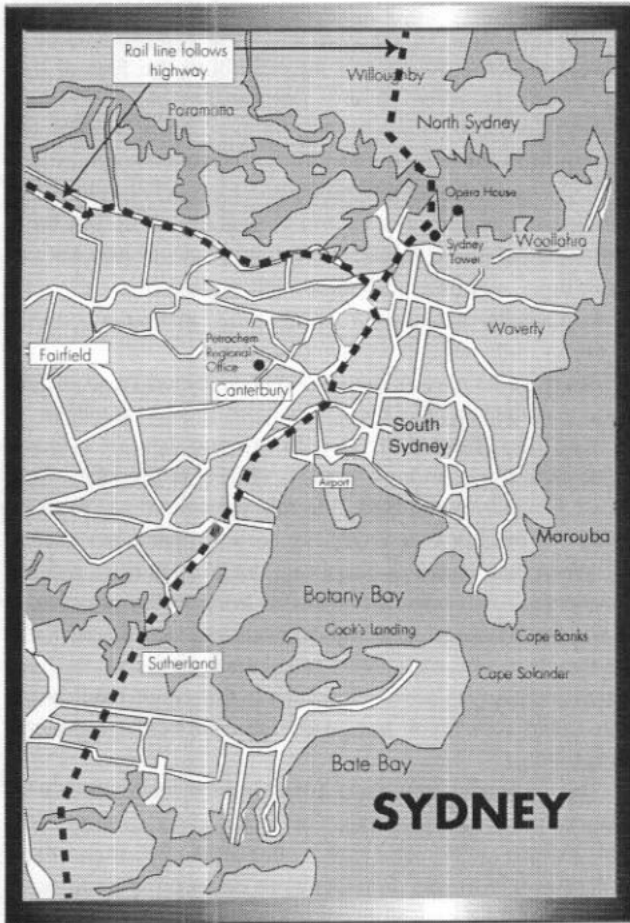 Rail line follows
highway
Willoughby
Paramatta
North Sydney
Opera House
Sydney
Tower
Woollahra
Waverly
Petrochem
Regional
Office
Fairfield
Canterbury
South
Sydney
Airport
Marouba
Botany Bay
Cook's Landing
Cape Banks
Sutherland
Cape Solander
Bate Bay
SYDNEY